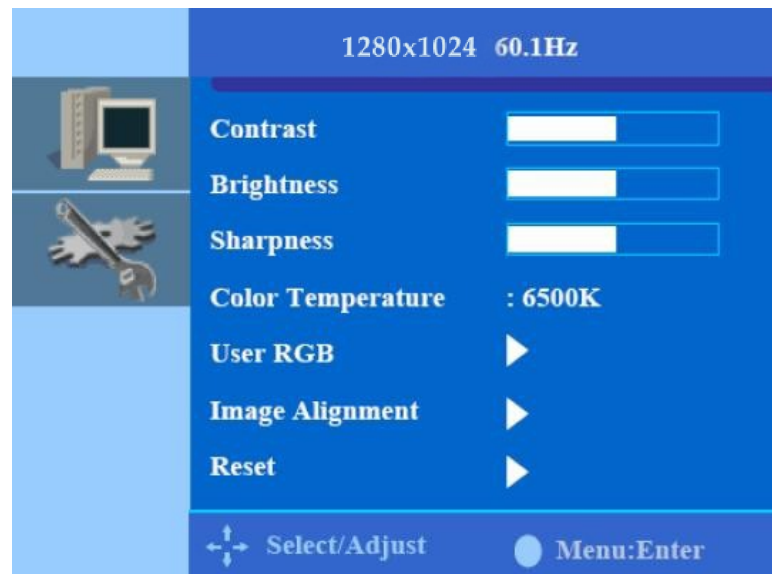 1280x1024 60.1Hz
Contrast
Brightness
Sharpness
Color Temperature : 6500K
User RGB
Image Alignment
Reset
Select/Adjust Menu:Enter